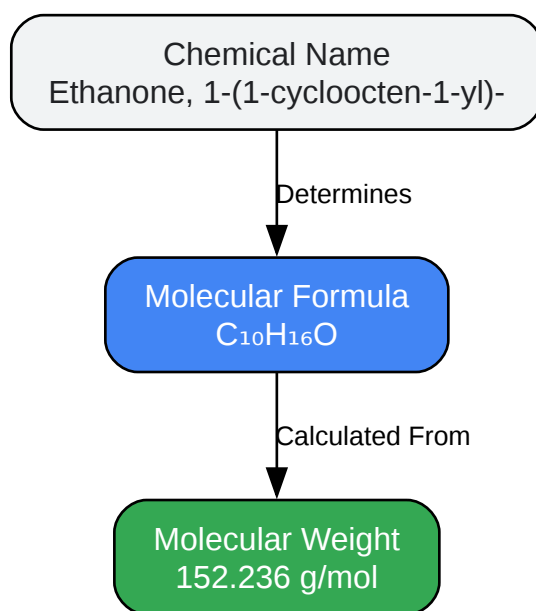 Chemical Name
Ethanone, 1-(1-cycloocten-1-yl)-
Determines
Molecular Formula
C₁₀H₁₆O
Calculated From
Molecular Weight
152.236 g/mol